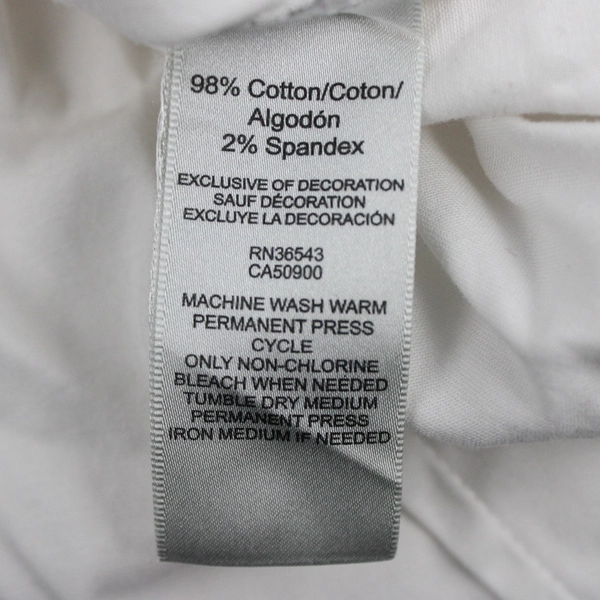 98% Cotton/Coton/
Algodón
2% Spandex
EXCLUSIVE OF DECORATION
SAUF DÉCORATION
EXCLUYE LA DECORACIÓN
RN36543
CA50900
MACHINE WASH WARM
PERMANENT PRESS
CYCLE
ONLY NON-CHLORINE
BLEACH WHEN NEEDED
TUMBLE DRY MEDIUM
PERMANENT PRESS
IRON MEDIUM IF NEEDED